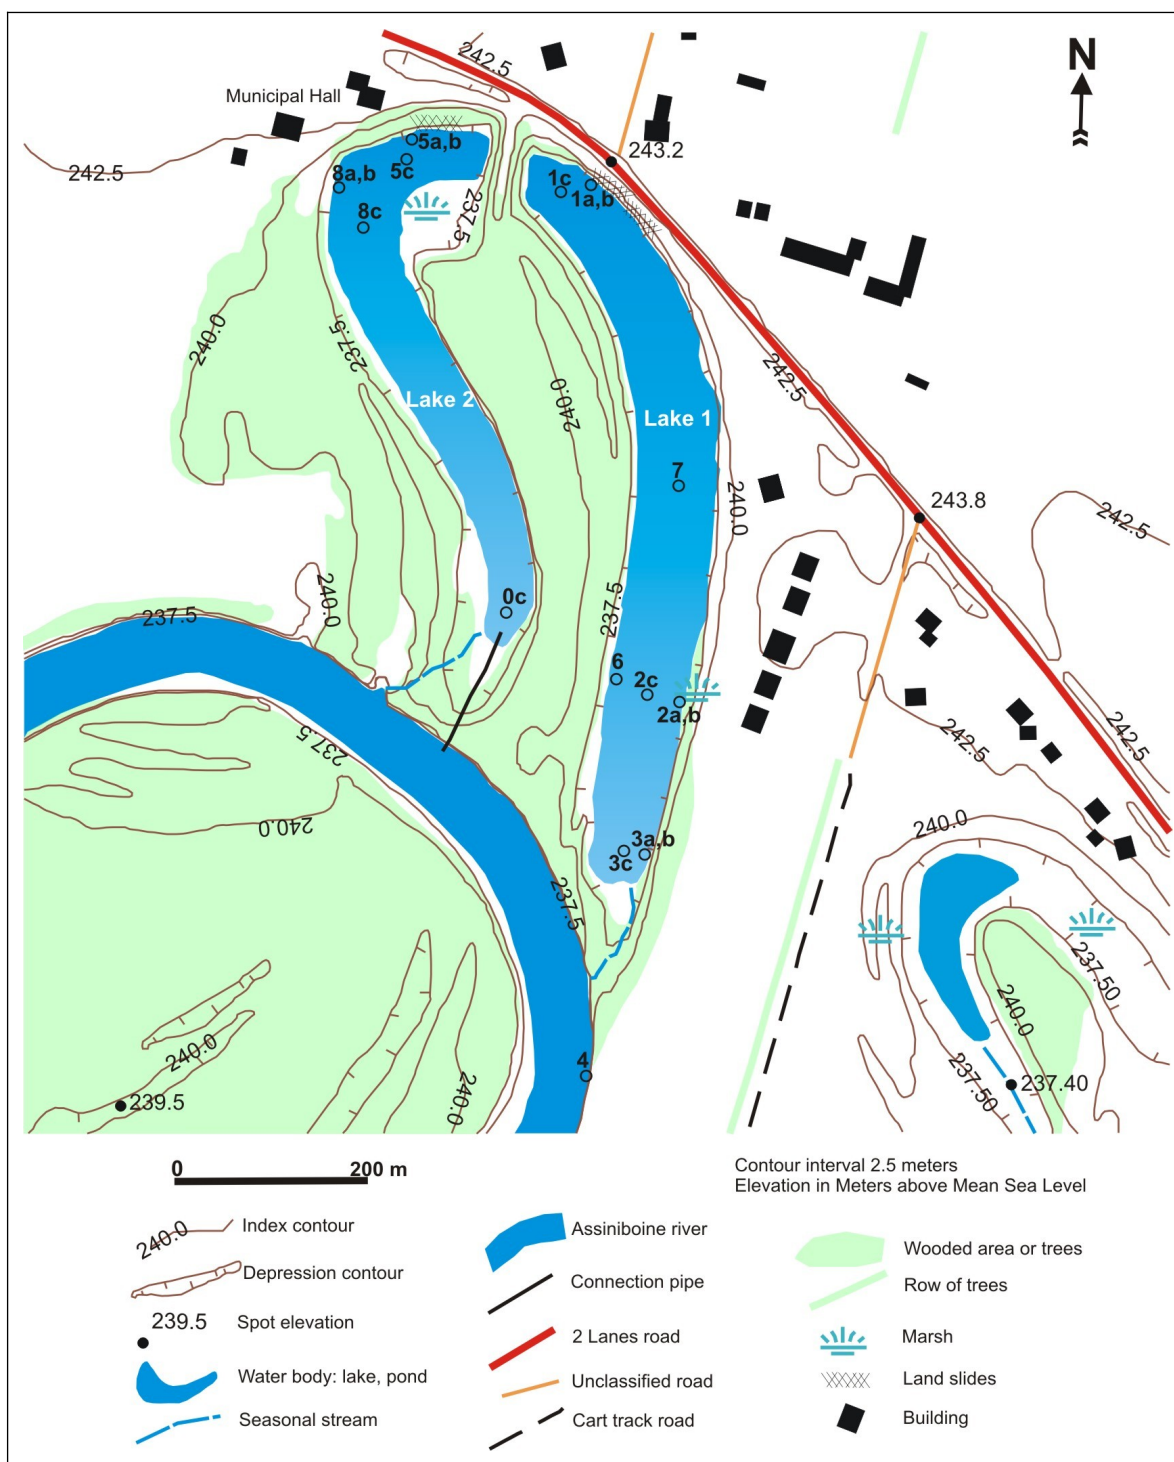 242.5
N
Municipal Hall
243.2
5a,b
5c
8a,b
1c
1a,b
242.5
8c
237.5
240.0
237.5
242.5
240.0
Lake 2
Lake 1
7
240.0
243.8
242.5
240.0
0c
237.5
237.5
6
2c
2a,b
237.5
242.5
242.5
240.0
240.0
3a,b
3c
237.5
237.50
240.0
240.0
4
240.0
237.50
237.40
239.5
0 200 m
Contour interval 2.5 meters
Elevation in Meters above Mean Sea Level
240.0 Index contour
Depression contour
239.5 Spot elevation
Water body: lake, pond
Seasonal stream
Assiniboine river
Connection pipe
2 Lanes road
Unclassified road
Cart track road
Wooded area or trees
Row of trees
Marsh
Land slides
Building